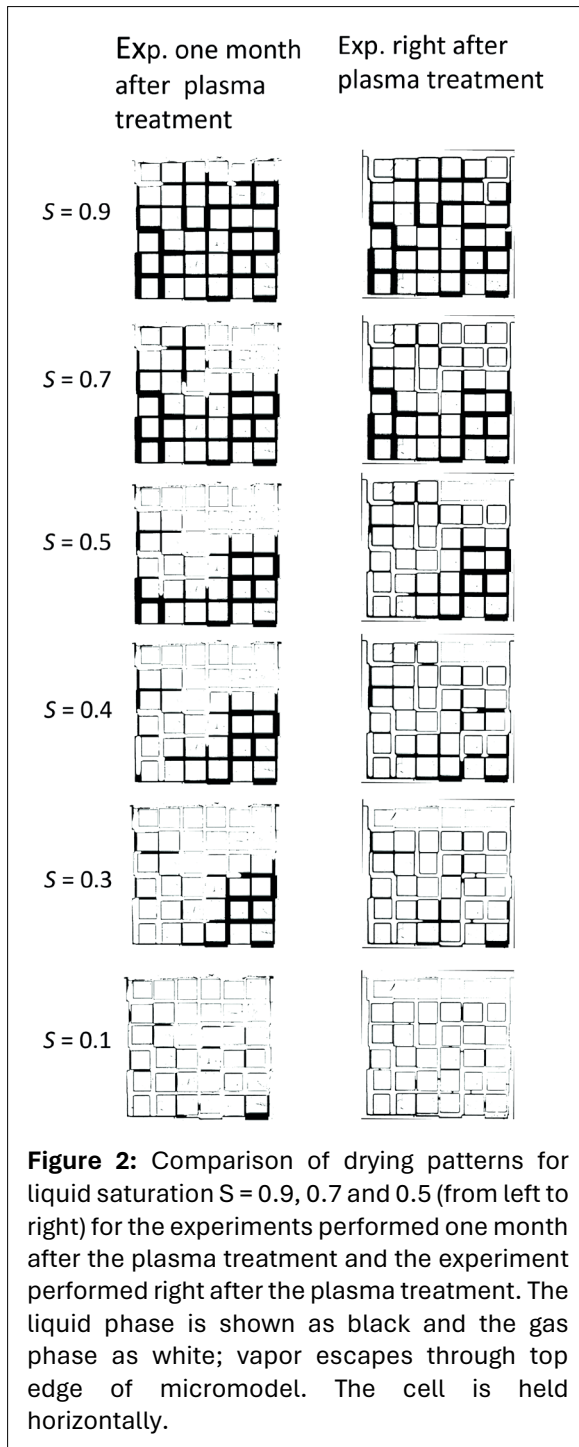 Exp. one month
after plasma
treatment
Exp. right after
plasma treatment
S = 0.9
S = 0.7
S = 0.5
S = 0.4
S = 0.3
S = 0.1
Figure 2: Comparison of drying patterns for
liquid saturation S = 0.9, 0.7 and 0.5 (from left to
right) for the experiments performed one month
after the plasma treatment and the experiment
performed right after the plasma treatment. The
liquid phase is shown as black and the gas
phase as white; vapor escapes through top
edge of micromodel. The cell is held
horizontally.